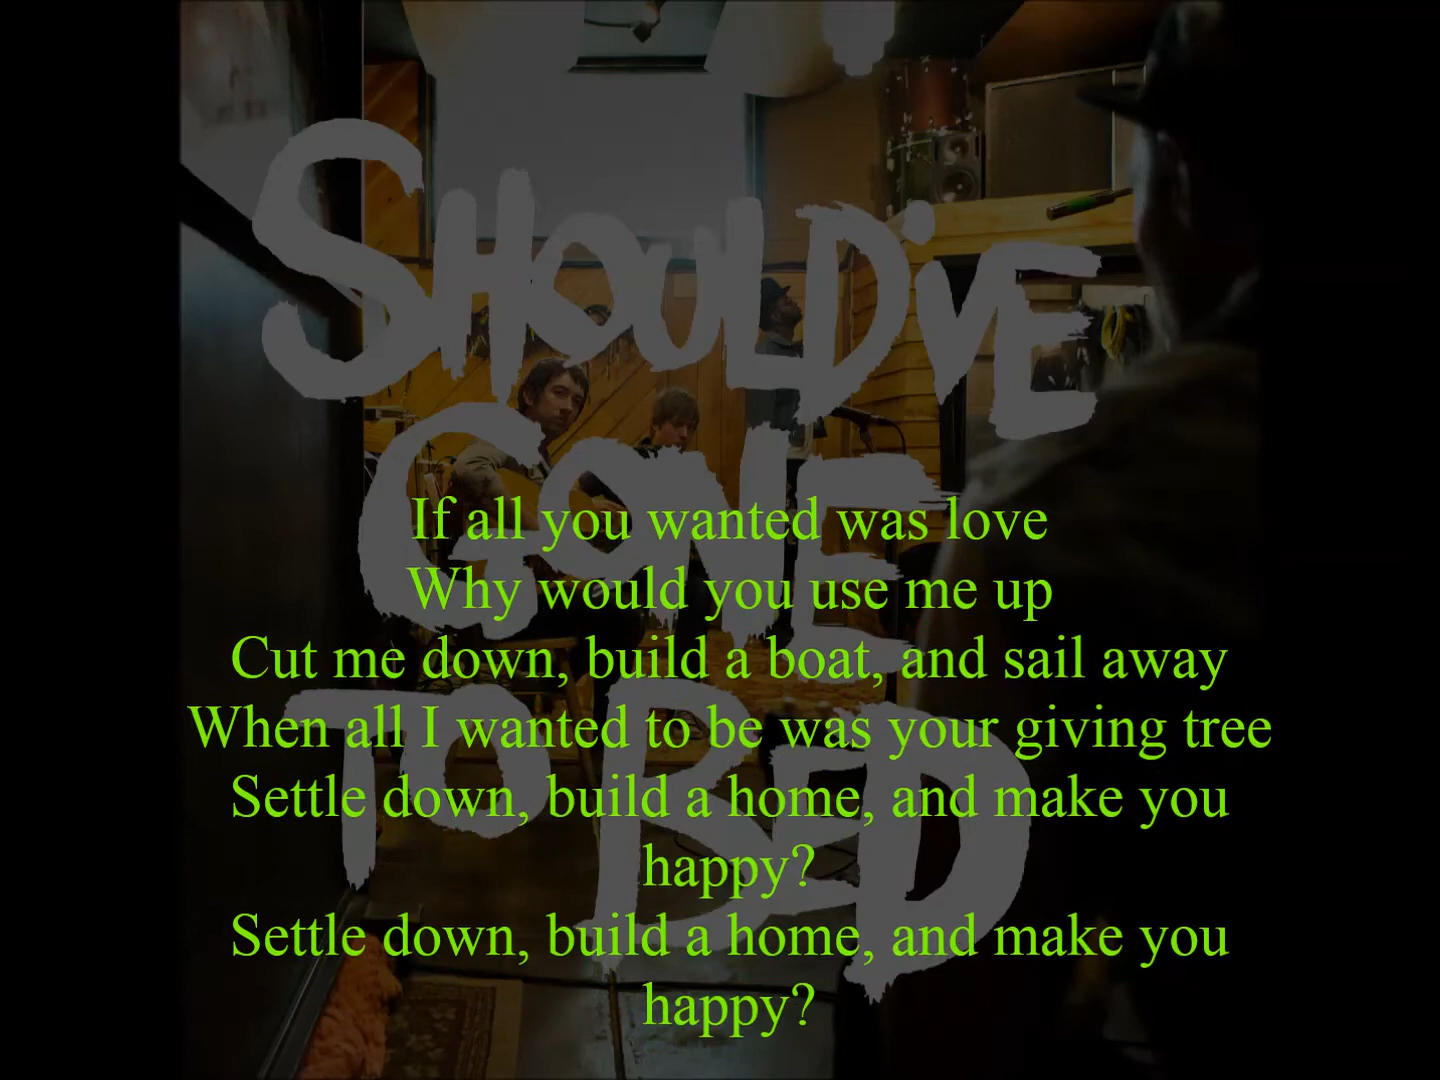 SHOULD'VE
GONE
TO BED
If all you wanted was love
Why would you use me up
Cut me down, build a boat, and sail away
When all I wanted to be was your giving tree
Settle down, build a home, and make you
happy?
Settle down, build a home, and make you
happy?